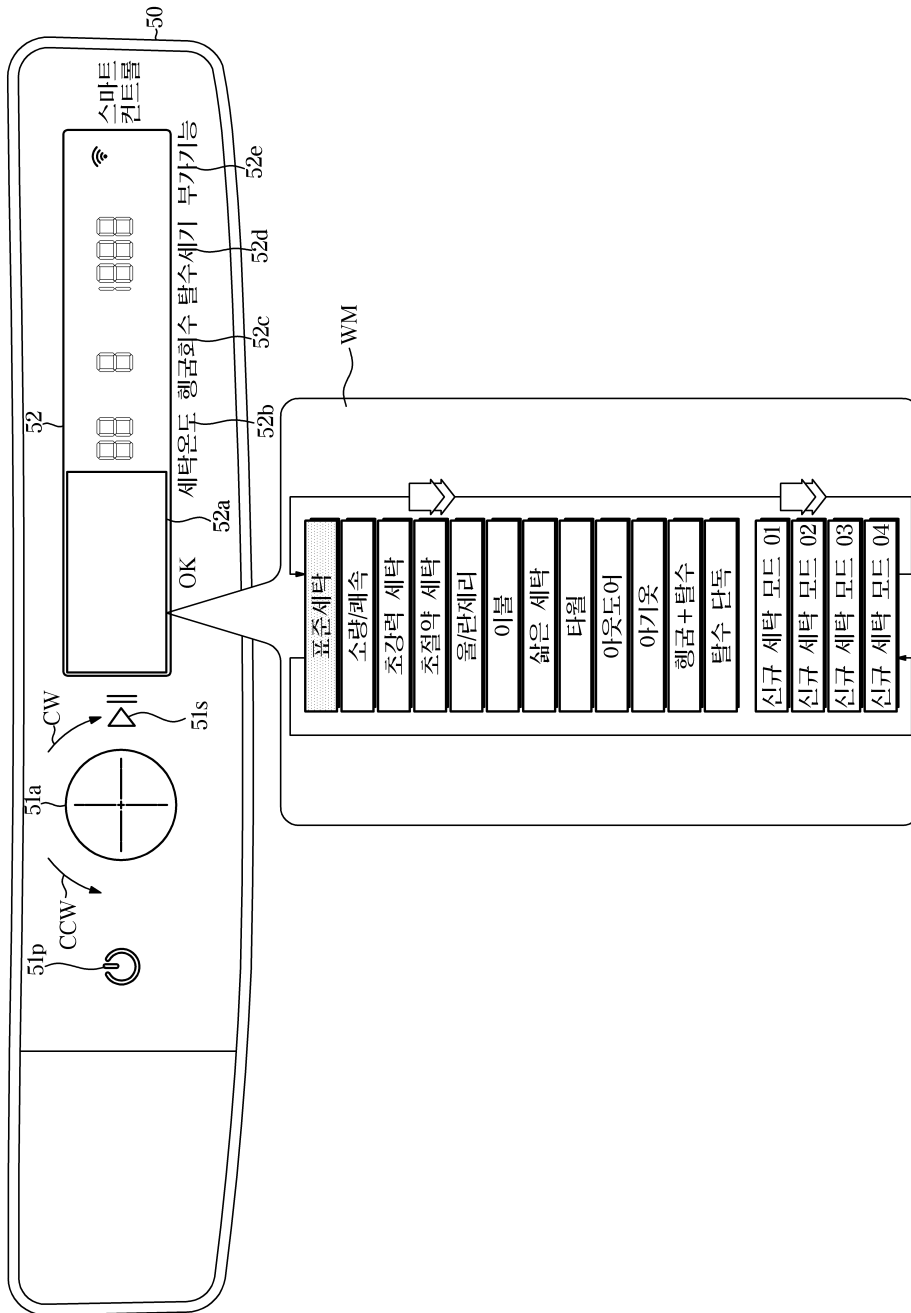 50
52
스마트
컨트롤
51p
CCW
51a
CW
51s
OK
52a
세탁온도 헹굼회수 탈수세기 부가기능
52b
52c
52d
52e
WM
표준세탁
소량/쾌속
초강력 세탁
초절약 세탁
울/란제리
이불
삶은 세탁
타월
아웃도어
아기옷
헹굼+탈수
탈수 단독
신규 세탁 모드 01
신규 세탁 모드 02
신규 세탁 모드 03
신규 세탁 모드 04